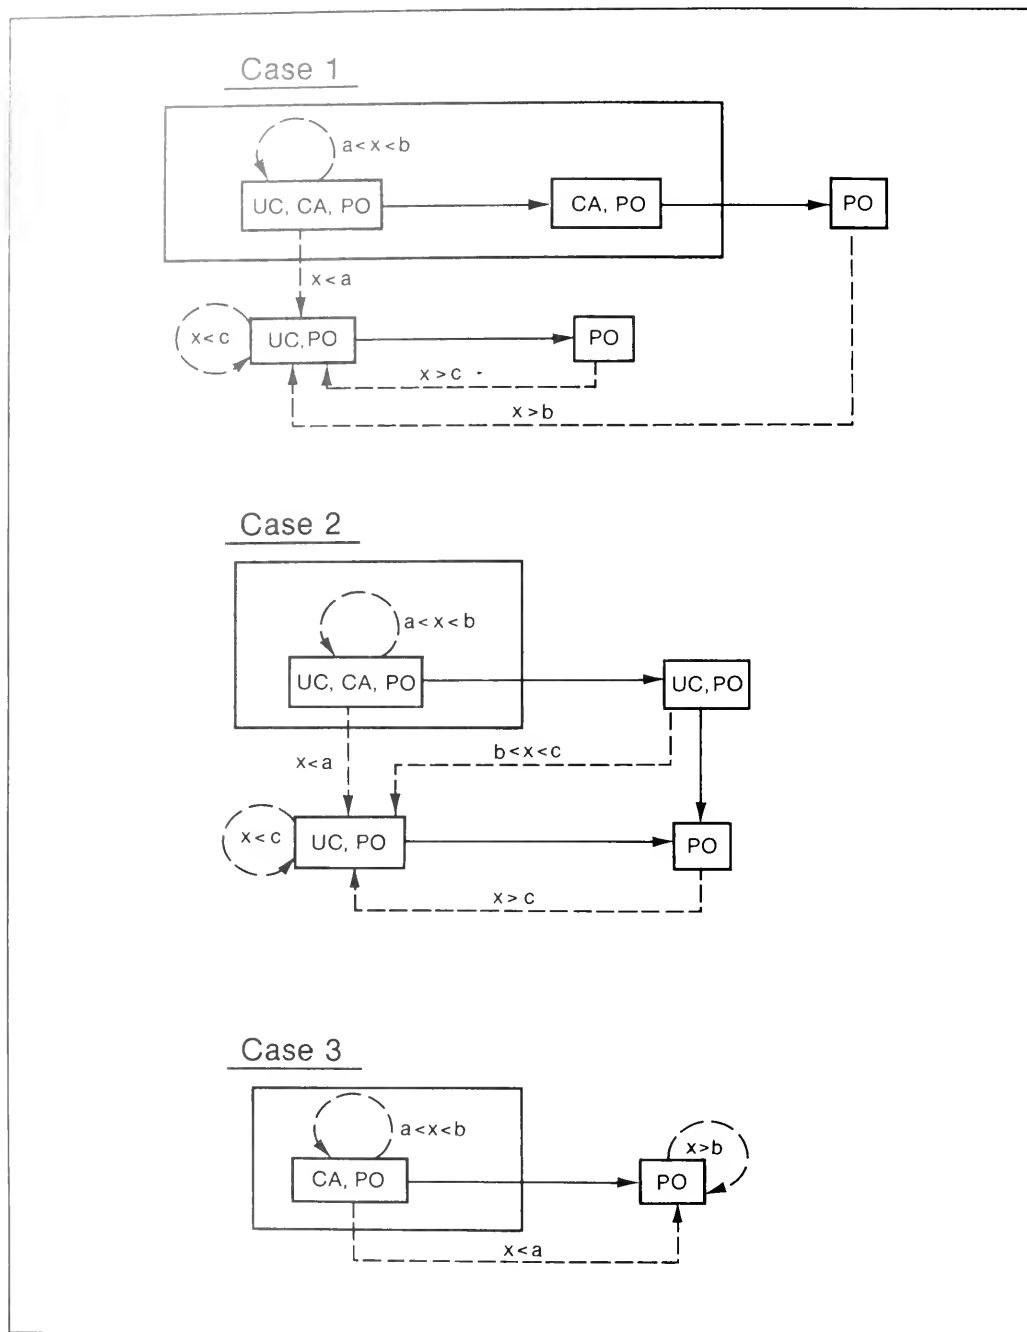 Case 1
a<x<b
UC, CA, PO
CA, PO
PO
x<a
x<c
UC,PO
PO
x>c
x>b
Case 2
a<x<b
UC, CA, PO
UC,PO
b<x<c
x<a
x<c
UC, PO
PO
x>c
Case 3
a<x<b
x>b
CA, PO
PO
x<a